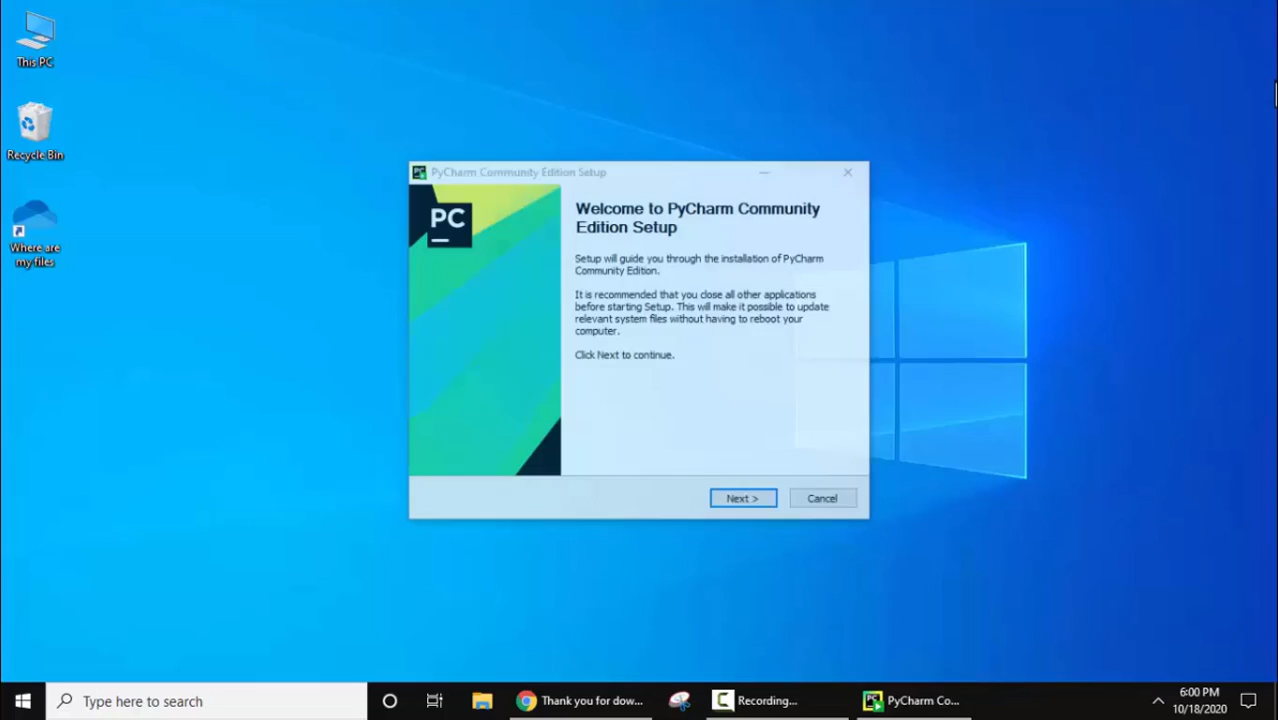 This PC
Recycle Bin
Where are
my files
PyCharm Community Edition Setup
PC
Welcome to PyCharm Community
Edition Setup
Setup will guide you through the installation of PyCharm
Community Edition.
It is recommended that you close all other applications
before starting Setup. This will make it possible to update
relevant system files without having to reboot your
computer.
Click Next to continue.
Next >
Cancel
Type here to search
Thank you for dow...
Recording...
PyCharm Co...
6:00 PM
10/18/2020